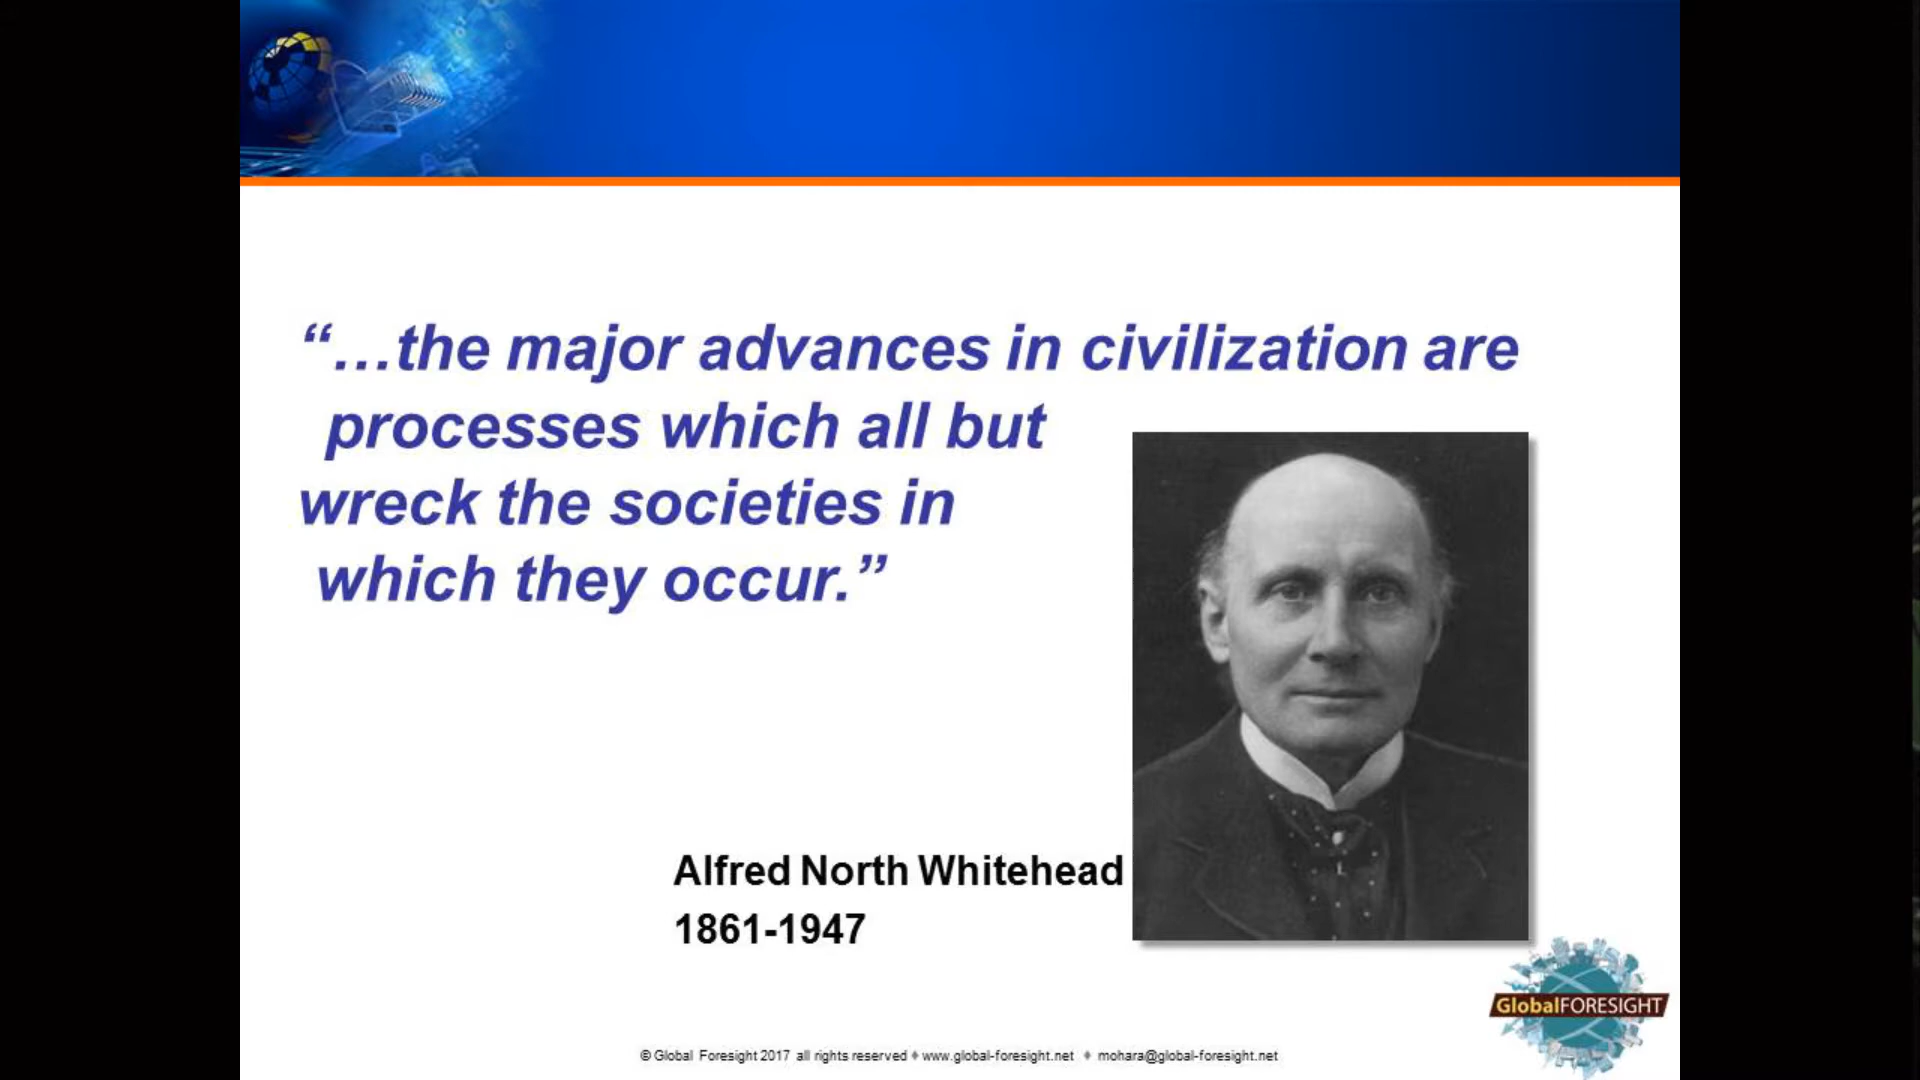 “…the major advances in civilization are
processes which all but
wreck the societies in
which they occur.”
Alfred North Whitehead
1861-1947
GlobalFORESIGHT
© Global Foresight 2017 all rights reserved ♦ www.global-foresight.net ♦ mohara@global-foresight.net